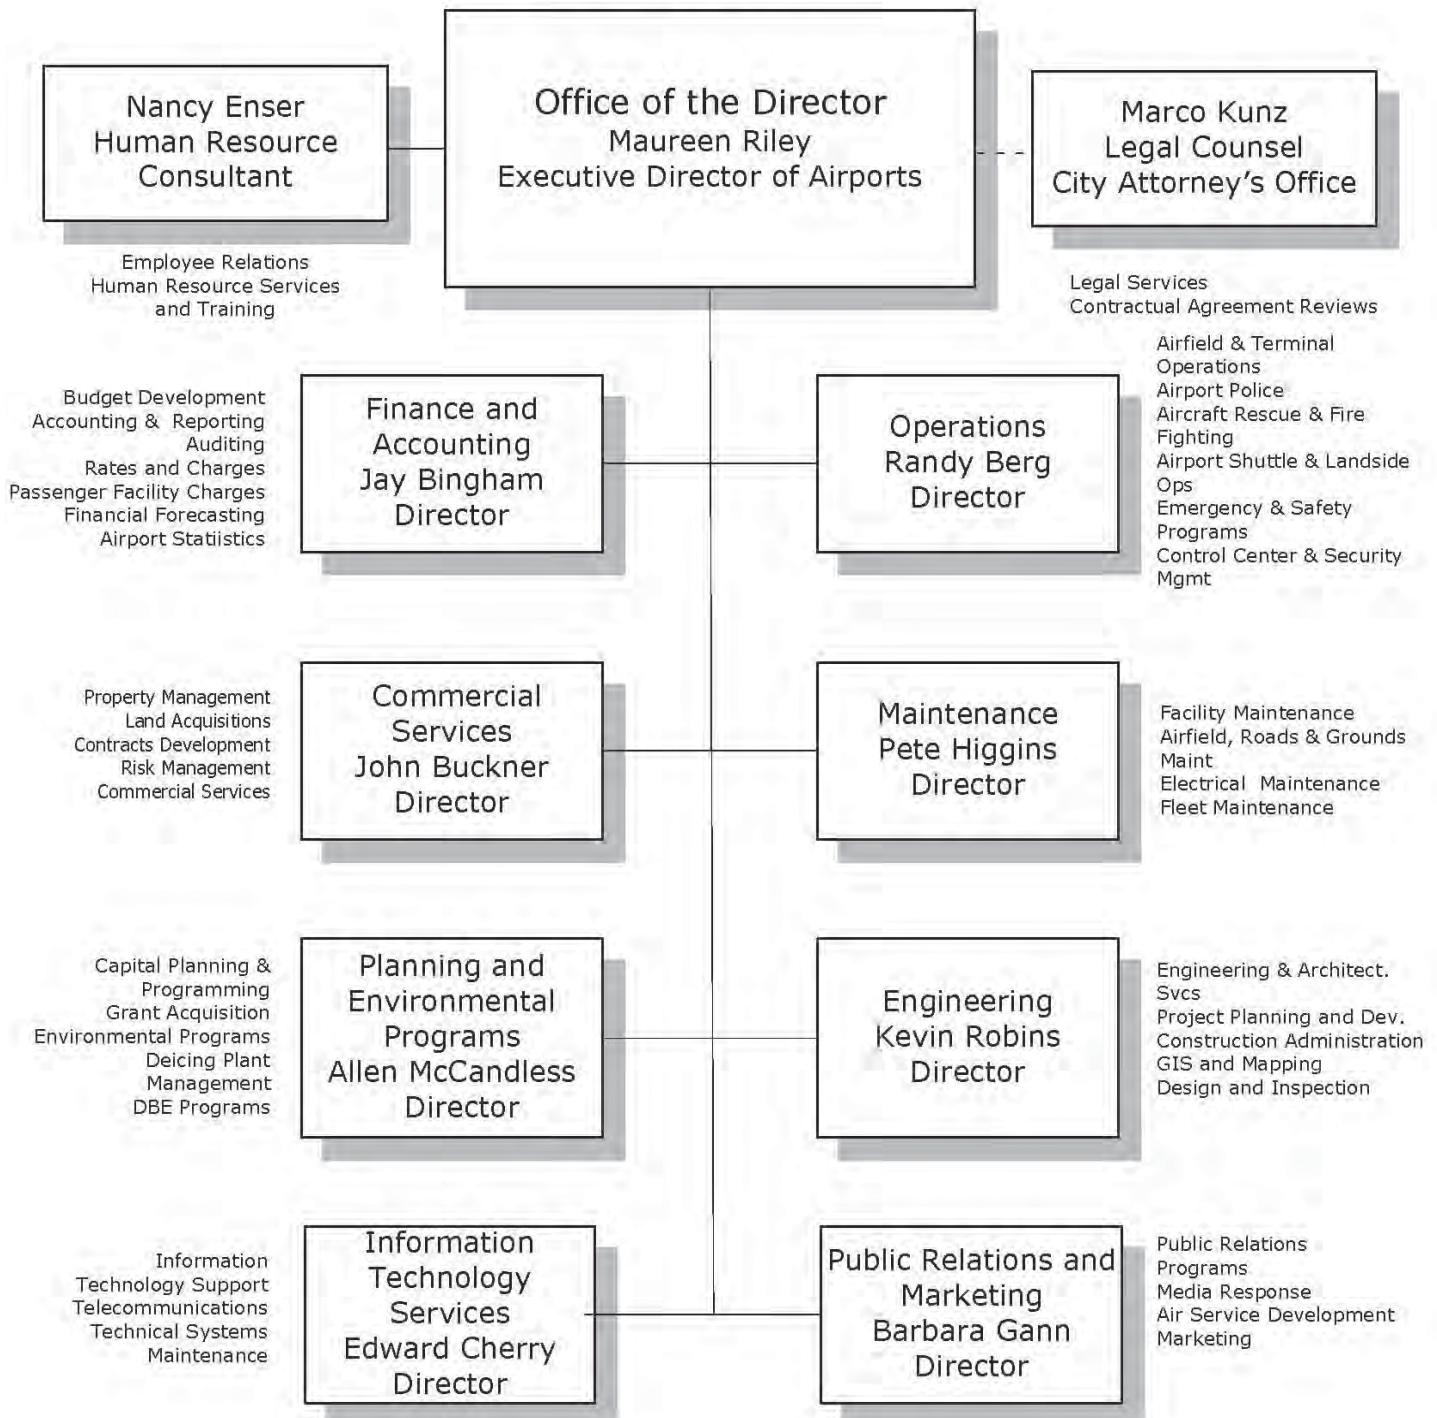 Nancy Enser
Human Resource
Consultant
Office of the Director
Maureen Riley
Executive Director of Airports
Marco Kunz
Legal Counsel
City Attorney's Office
Employee Relations
Human Resource Services
and Training
Legal Services
Contractual Agreement Reviews
Budget Development
Accounting & Reporting
Auditing
Rates and Charges
Passenger Facility Charges
Financial Forecasting
Airport Statiistics
Finance and
Accounting
Jay Bingham
Director
Operations
Randy Berg
Director
Airfield & Terminal
Operations
Airport Police
Aircraft Rescue & Fire
Fighting
Airport Shuttle & Landside
Ops
Emergency & Safety
Programs
Control Center & Security
Mgmt
Property Management
Land Acquisitions
Contracts Development
Risk Management
Commercial Services
Commercial
Services
John Buckner
Director
Maintenance
Pete Higgins
Director
Facility Maintenance
Airfield, Roads & Grounds
Maint
Electrical Maintenance
Fleet Maintenance
Capital Planning &
Programming
Grant Acquisition
Environmental Programs
Deicing Plant
Management
DBE Programs
Planning and
Environmental
Programs
Allen McCandless
Director
Engineering
Kevin Robins
Director
Engineering & Architect.
Svcs
Project Planning and Dev.
Construction Administration
GIS and Mapping
Design and Inspection
Information
Technology Support
Telecommunications
Technical Systems
Maintenance
Information
Technology
Services
Edward Cherry
Director
Public Relations and
Marketing
Barbara Gann
Director
Public Relations
Programs
Media Response
Air Service Development
Marketing